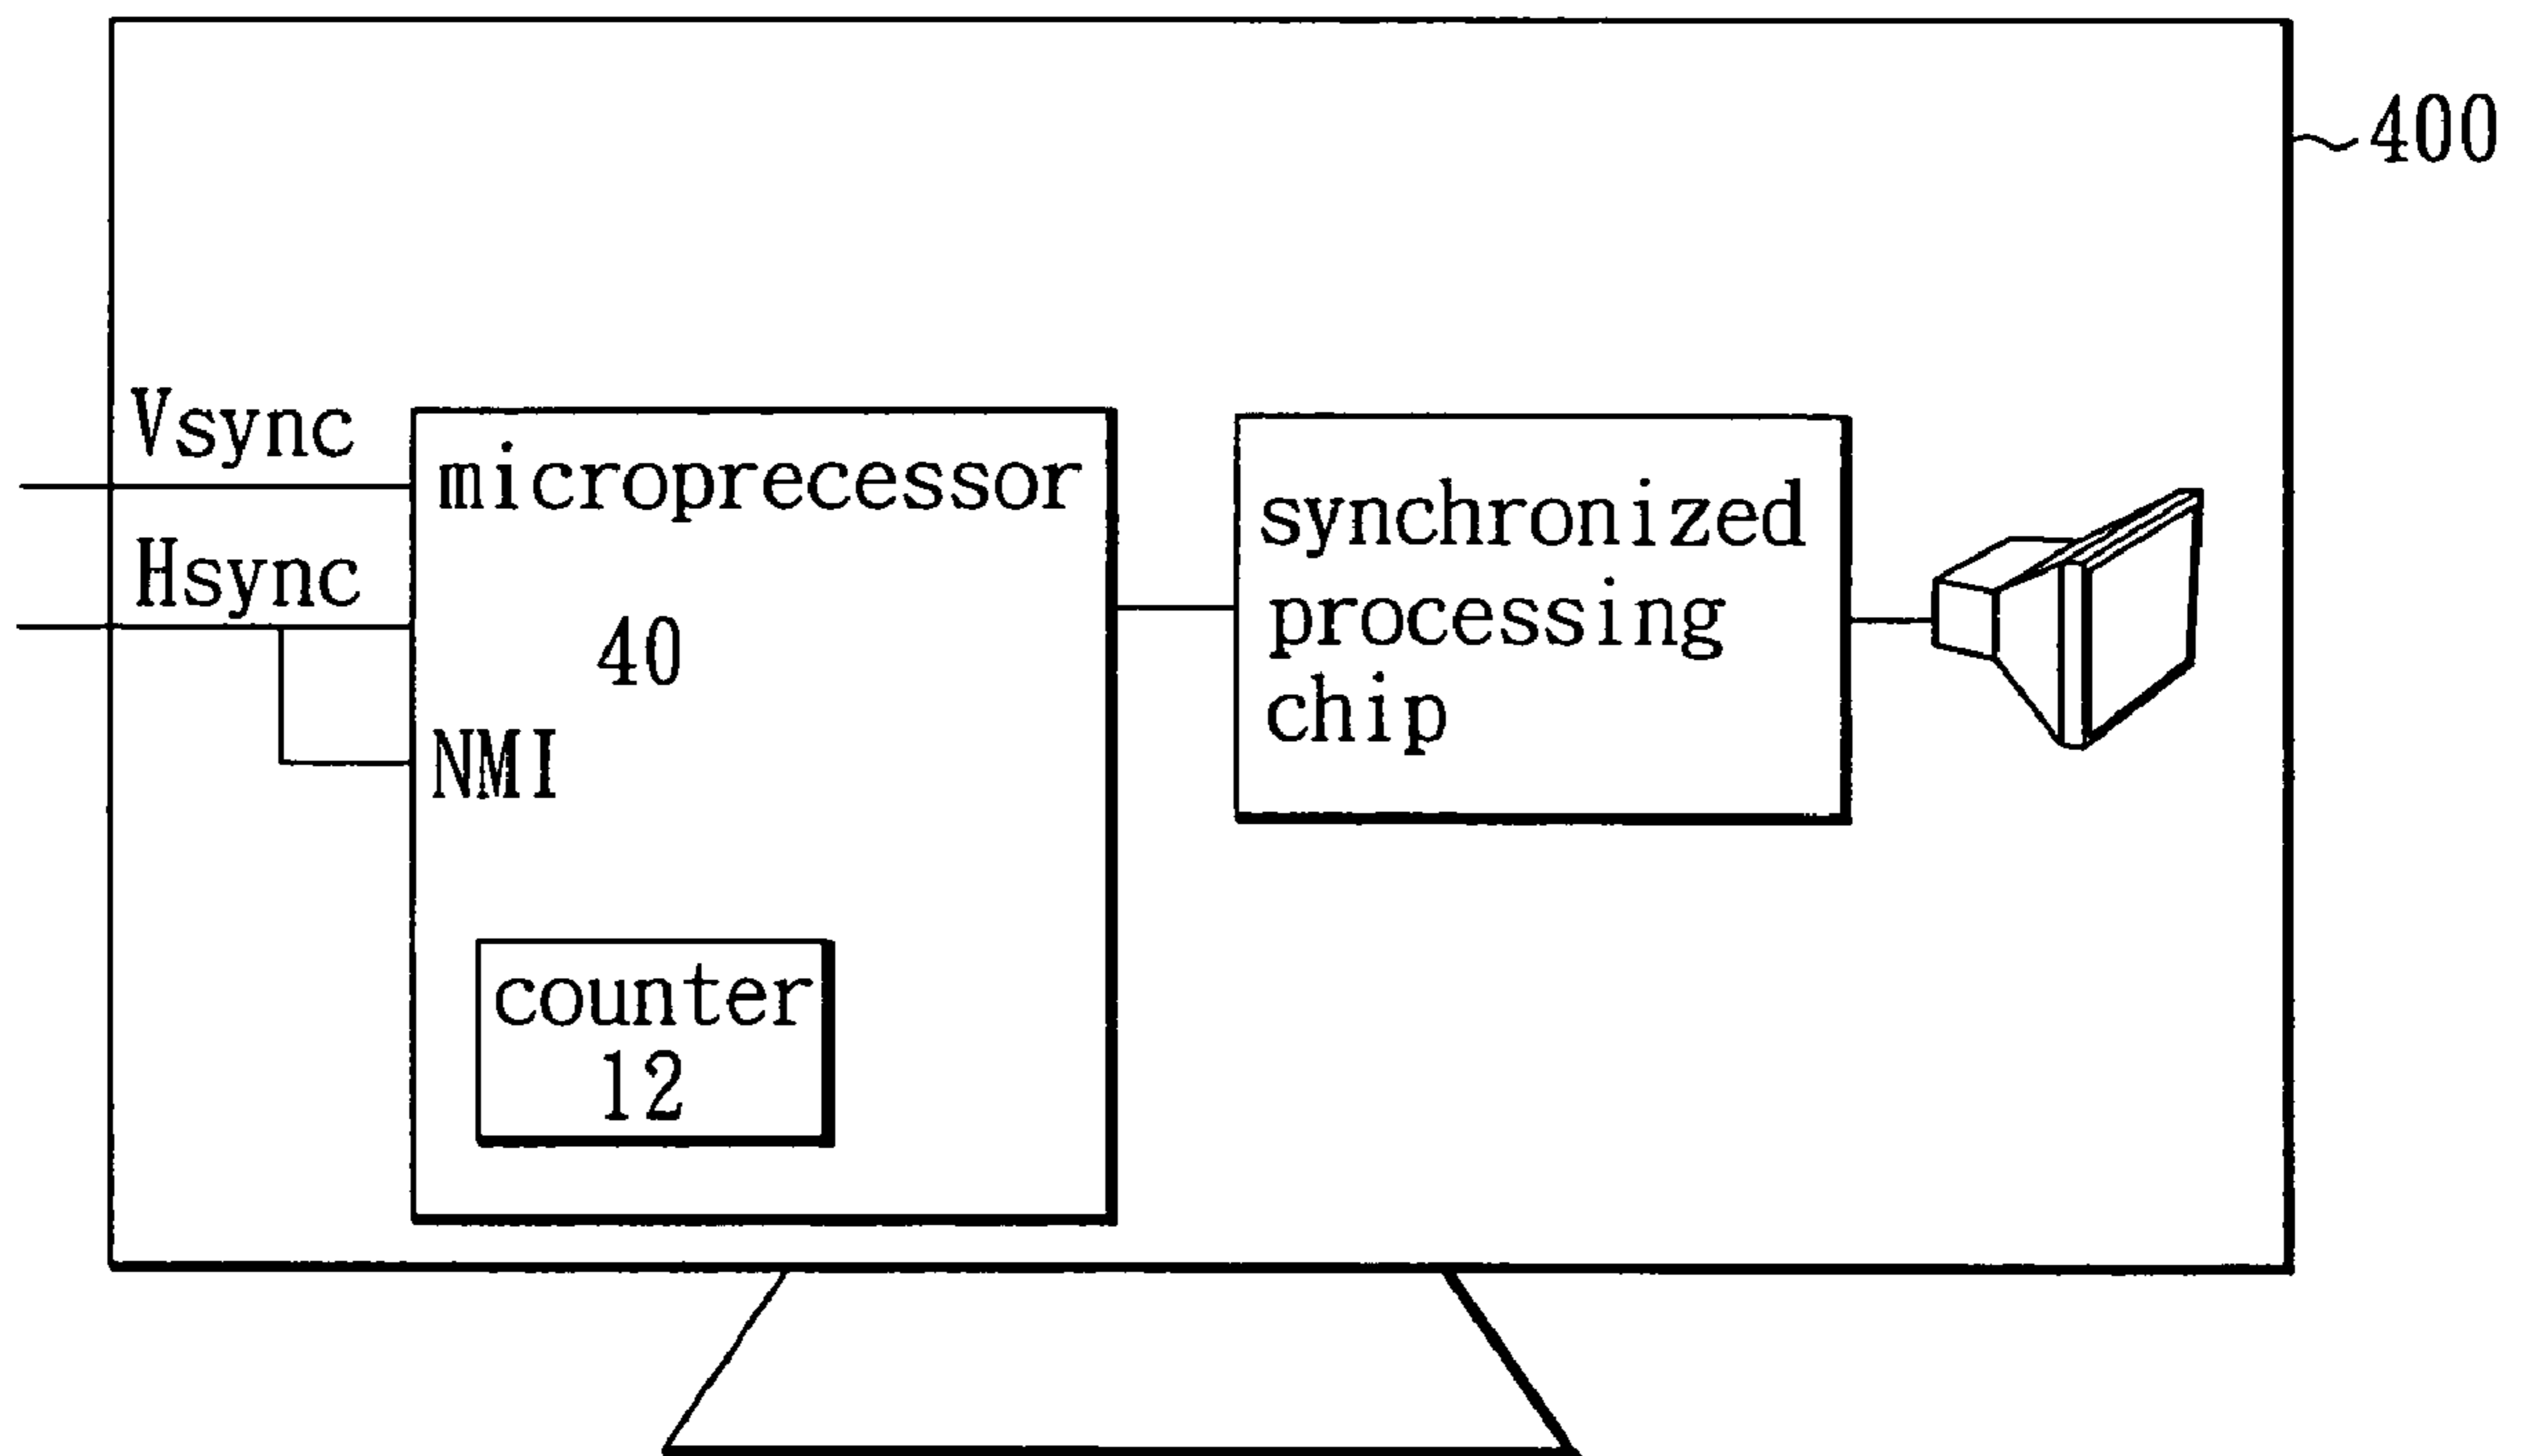 400
Vsync
Hsync
microprecessor
40
NMI
counter
12
synchronized
processing
chip